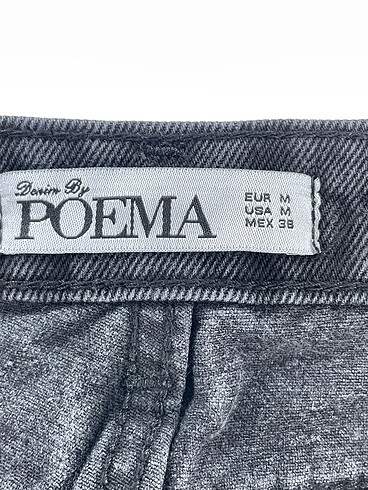 Denim By
POEMA
EUR M
USA M
MEX 38